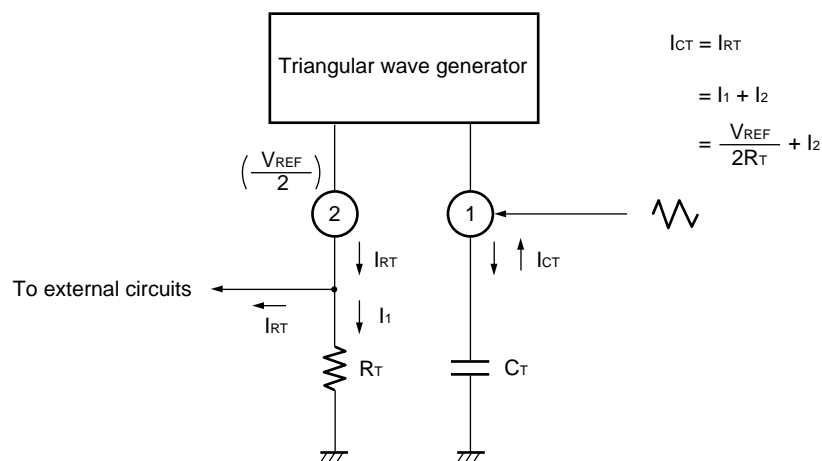 Triangular wave generator
ICT = IRT
= I1 + I2
= VREF / 2RT + I2
(VREF / 2)
2
1
IRT
ICT
To external circuits
IRT
I1
RT
CT